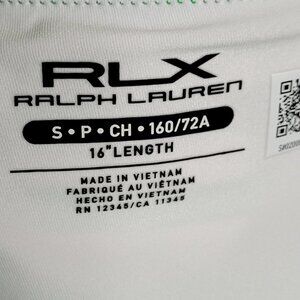 RLX
RALPH LAUREN
S • P • CH • 160/72A
16" LENGTH
MADE IN VIETNAM
FABRIQUÉ AU VIÊTNAM
HECHO EN VIETNAM
RN 12345/CA 11345